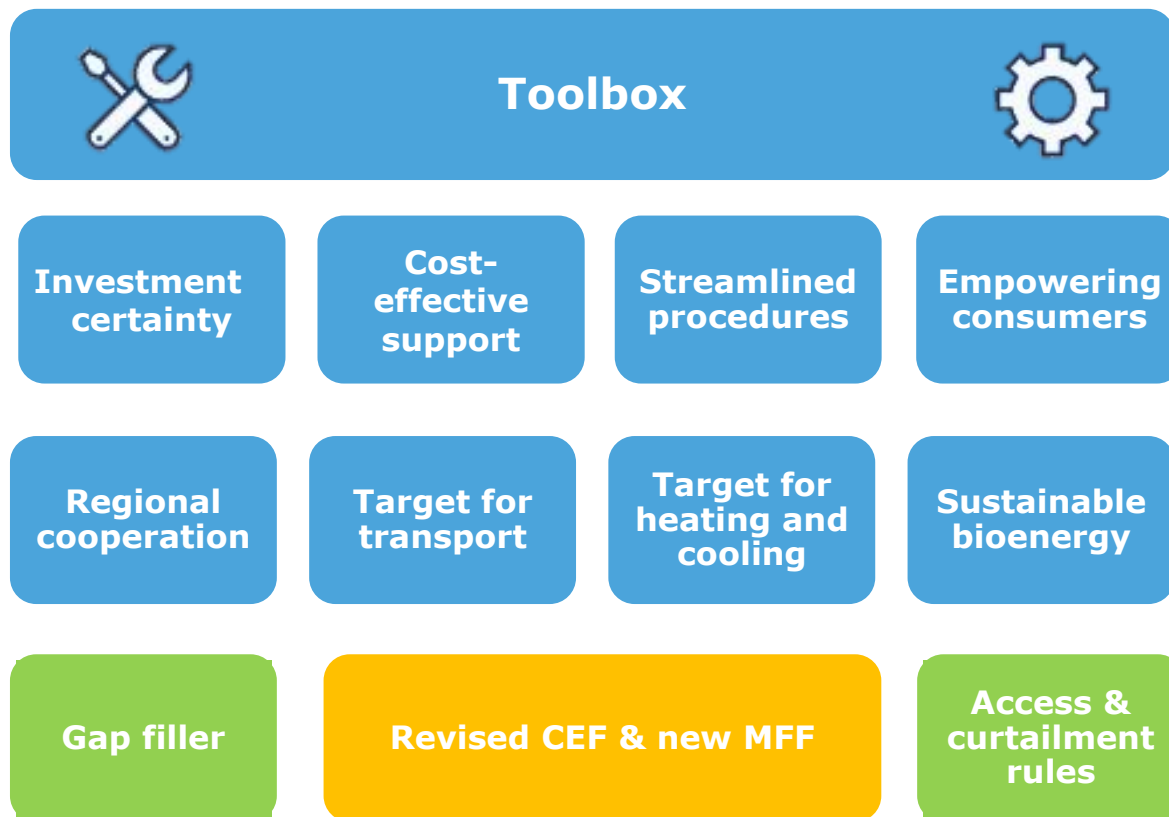 Toolbox
Investment
certainty
Cost-
effective
support
Streamlined
procedures
Empowering
consumers
Regional
cooperation
Target for
transport
Target for
heating and
cooling
Sustainable
bioenergy
Gap filler
Revised CEF & new MFF
Access &
curtailment
rules